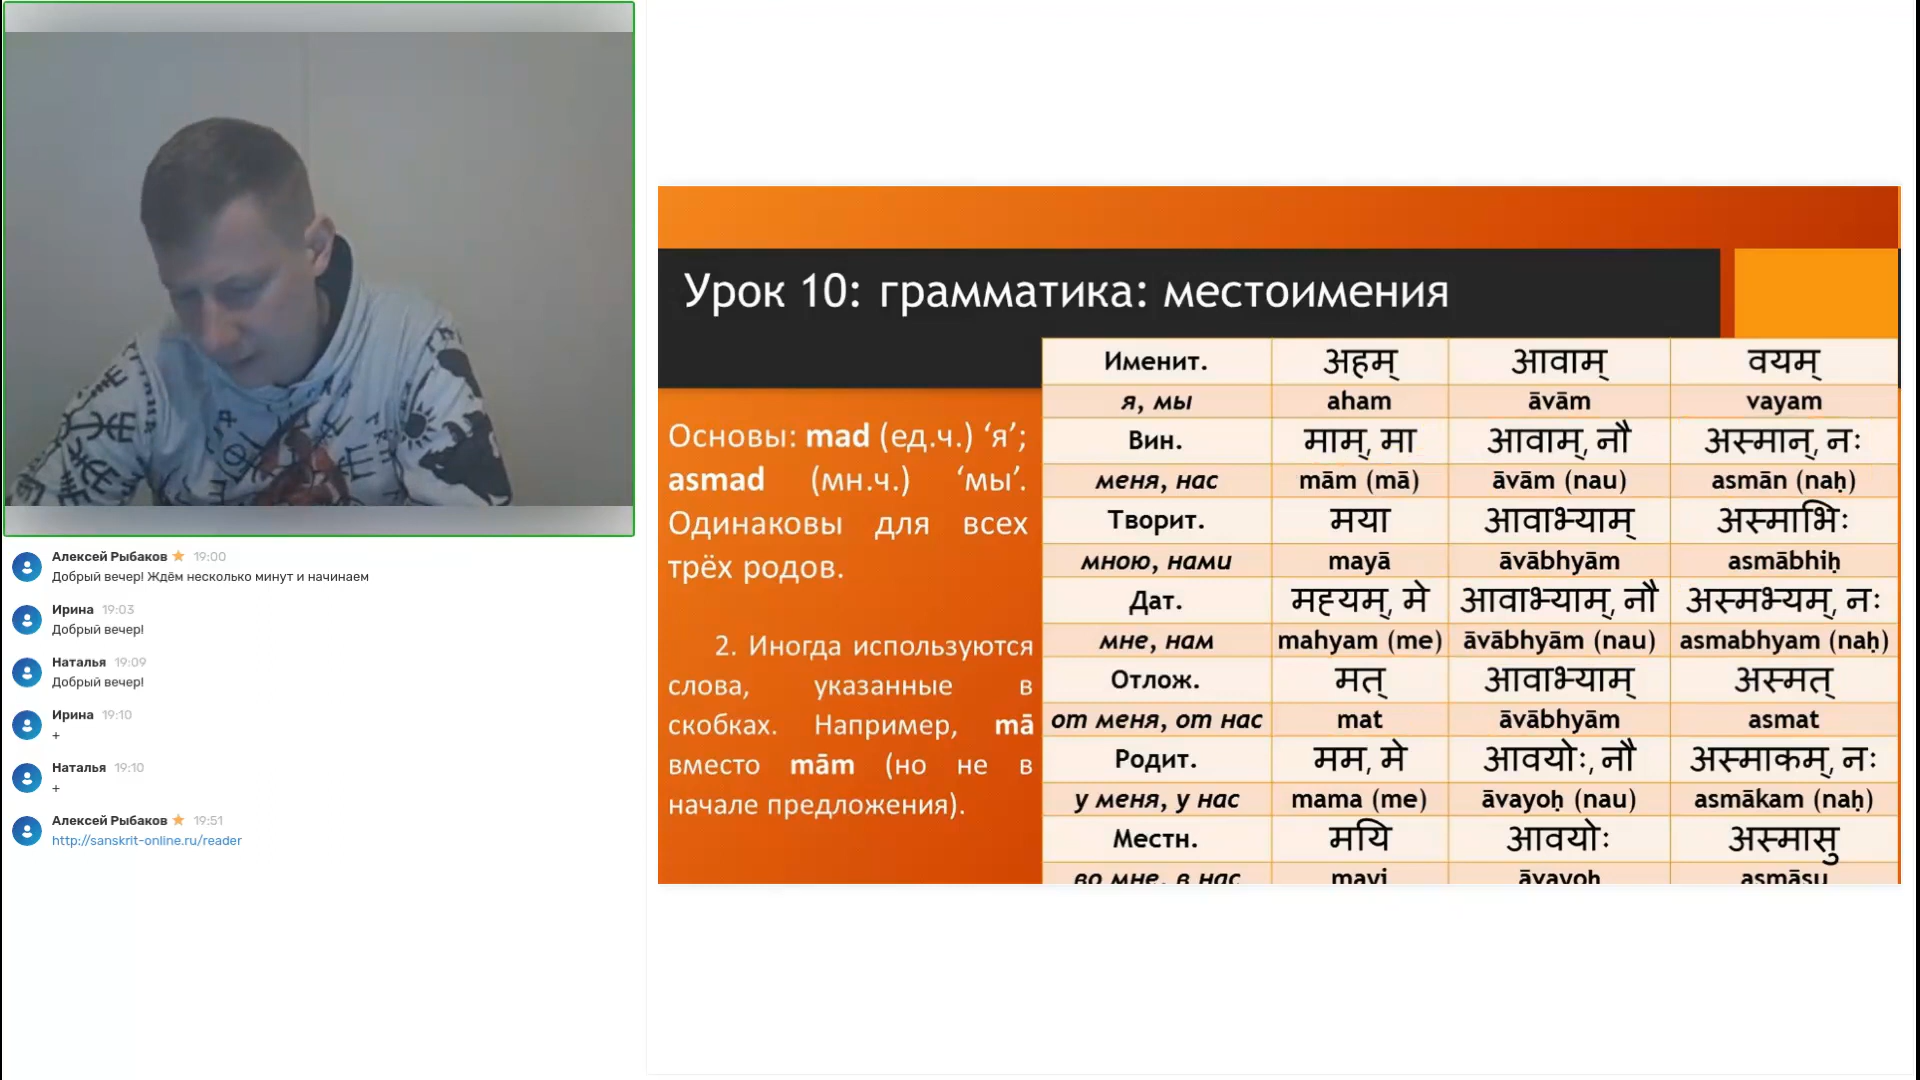 Алексей Рыбаков 19:00
Добрый вечер! Ждём несколько минут и начинаем
Ирина 19:03
Добрый вечер!
Наталья 19:09
Добрый вечер!
Ирина 19:10
+
Наталья 19:10
+
Алексей Рыбаков 19:51
http://sanskrit-online.ru/reader
Урок 10: грамматика: местоимения
Основы: mad (ед.ч.) ‘я’;
asmad (мн.ч.) ‘мы’.
Одинаковы для всех
трёх родов.
2. Иногда используются
слова, указанные в
скобках. Например, mā
вместо mām (но не в
начале предложения).
Именит. अहम् आवाम् वयम्
я, мы aham āvām vayam
Вин. माम्, मा आवाम्, नौ अस्मान्, नः
меня, нас mām (mā) āvām (nau) asmān (naḥ)
Творит. मया आवाभ्याम् अस्माभिः
мною, нами mayā āvābhyām asmābhiḥ
Дат. मह्यम्, मे आवाभ्याम्, नौ अस्मभ्यम्, नः
мне, нам mahyam (me) āvābhyām (nau) asmabhyam (naḥ)
Отлож. मत् आवाभ्याम् अस्मत्
от меня, от нас mat āvābhyām asmat
Родит. मम, मे आवयोः, नौ अस्माकम्, नः
у меня, у нас mama (me) āvayoḥ (nau) asmākam (naḥ)
Местн. मयि आवयोः अस्मासु
во мне, в нас mayi āvayoḥ asmāsu